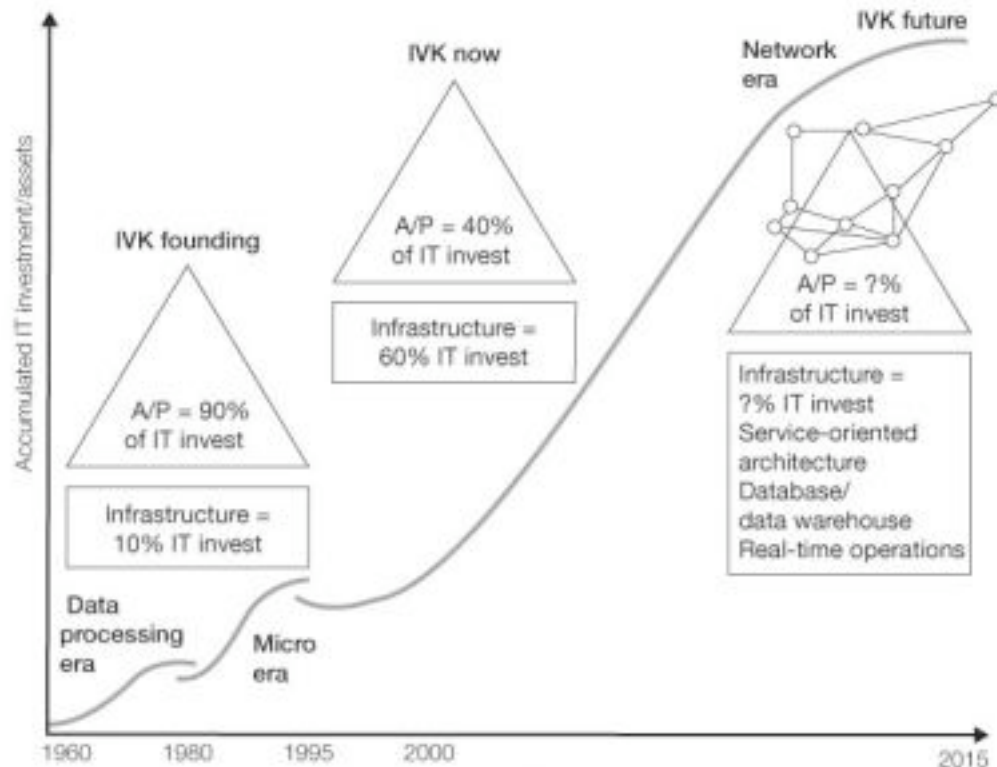 IVK future
Network
era
IVK now
A/P = 40%
of IT invest
IVK founding
Infrastructure =
60% IT invest
A/P = ?%
of IT invest
A/P = 90%
of IT invest
Infrastructure =
?% IT invest
Service-oriented
architecture
Database/
data warehouse
Real-time operations
Infrastructure =
10% IT invest
Accumulated IT investment/assets
Data
processing
era
Micro
era
1960
1980
1995
2000
2015